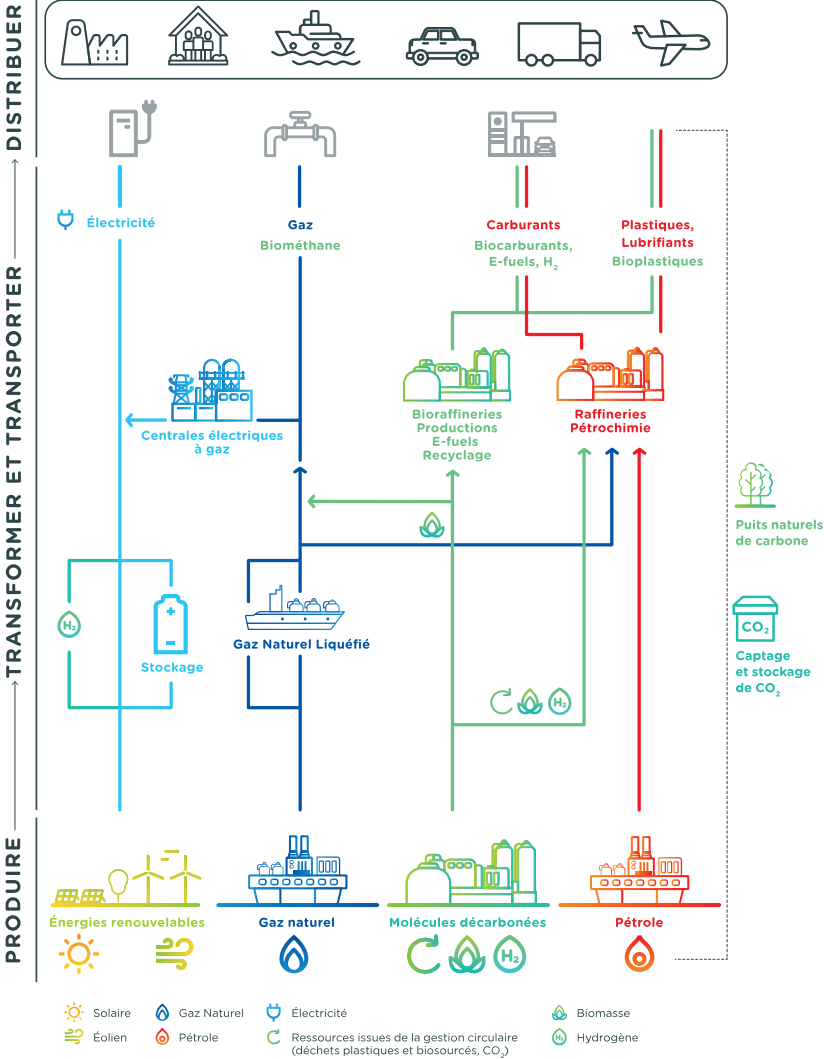 DISTRIBUER
TRANSFORMER ET TRANSPORTER
PRODUIRE
Électricité
Gaz
Biométhane
Carburants
Biocarburants,
E-fuels, H2
Plastiques,
Lubrifiants
Bioplastiques
Centrales électriques
à gaz
Bioraffineries
Productions
E-fuels
Recyclage
Raffineries
Pétrochimie
Puits naturels
de carbone
H2
Stockage
Gaz Naturel Liquéfié
CO2
Captage
et stockage
de CO2
H2
Énergies renouvelables
Gaz naturel
Molécules décarbonées
Pétrole
H2
Solaire
Gaz Naturel
Électricité
Biomasse
Éolien
Pétrole
Ressources issues de la gestion circulaire
(déchets plastiques et biosourcés, CO2)
H2
Hydrogène